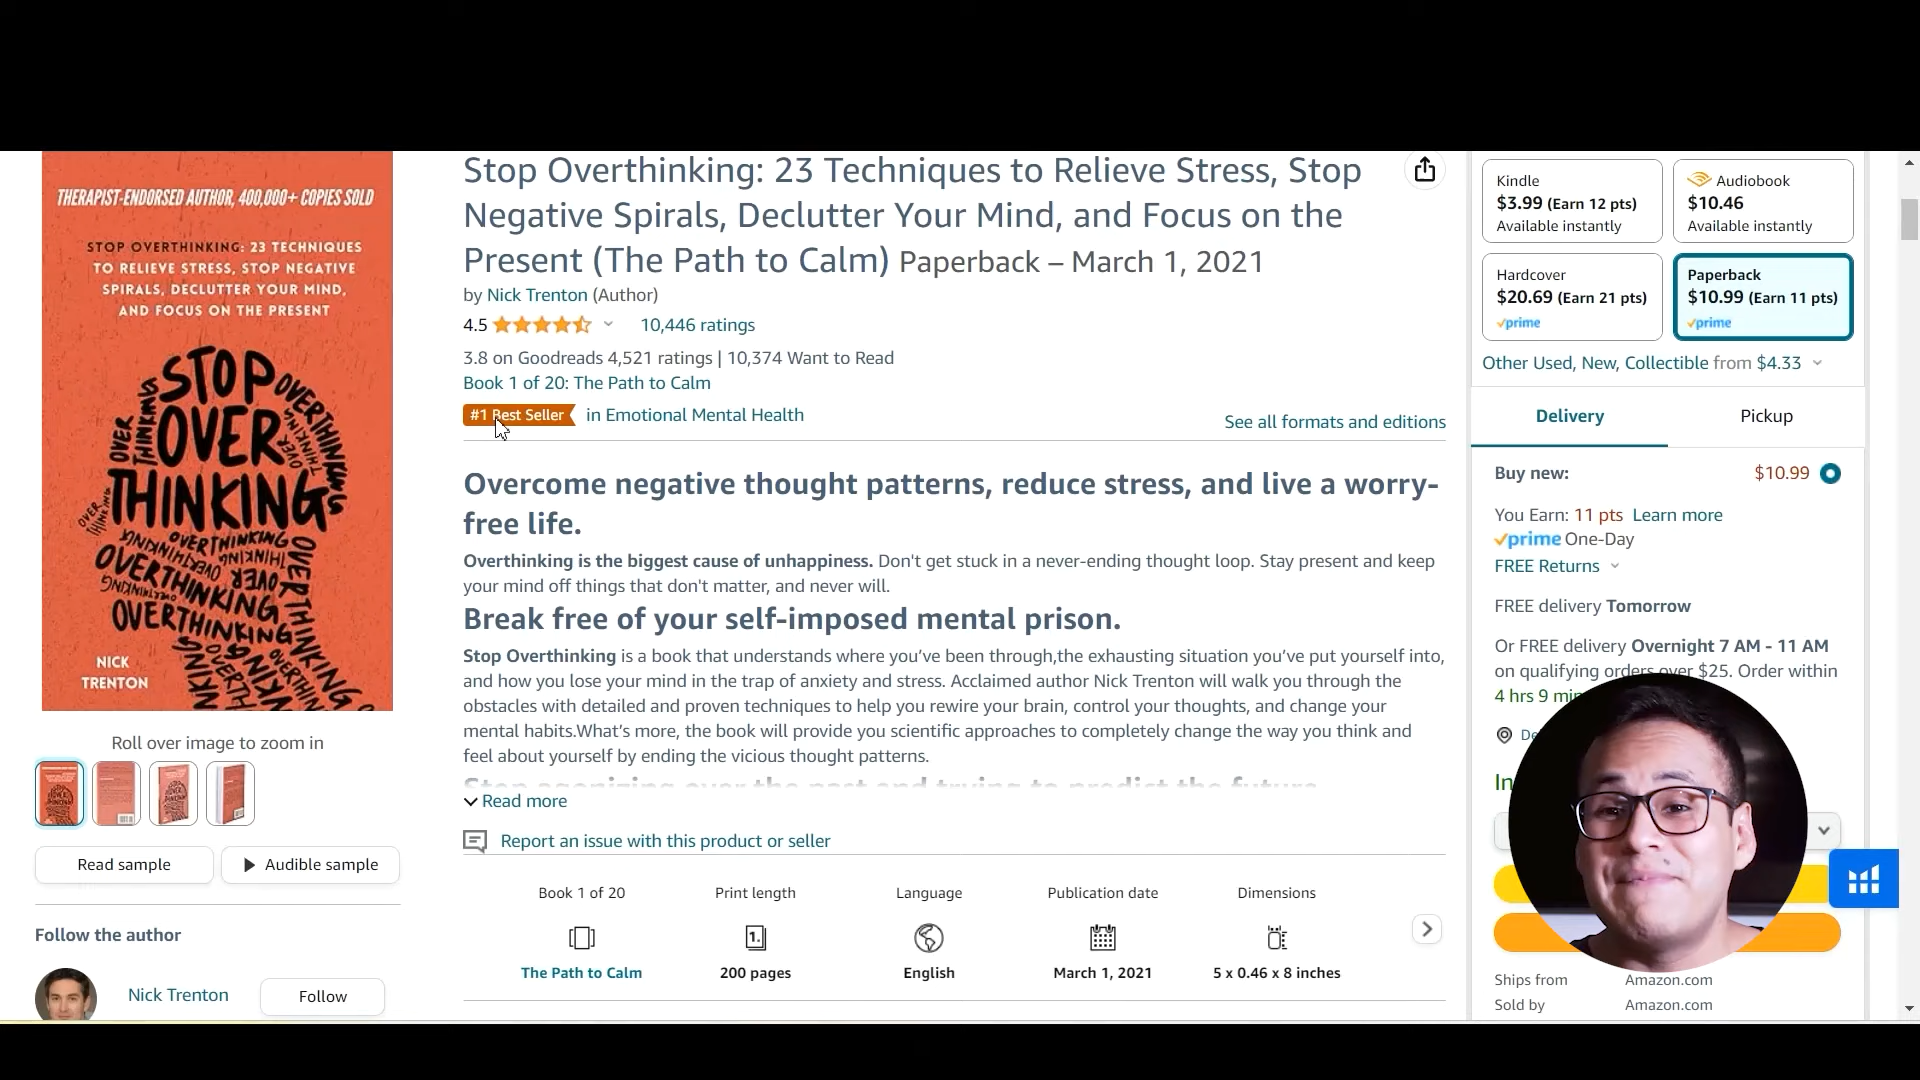 THERAPIST-ENDORSED AUTHOR, 400,000+ COPIES SOLD
STOP OVERTHINKING: 23 TECHNIQUES
TO RELIEVE STRESS, STOP NEGATIVE
SPIRALS, DECLUTTER YOUR MIND,
AND FOCUS ON THE PRESENT
STOP
OVER
THINKING
OVERTHINKING
OVERTHINKING
OVERTHINKING
NICK
TRENTON
Roll over image to zoom in
Read sample
Audible sample
Follow the author
Nick Trenton
Follow
Stop Overthinking: 23 Techniques to Relieve Stress, Stop
Negative Spirals, Declutter Your Mind, and Focus on the
Present (The Path to Calm) Paperback – March 1, 2021
by Nick Trenton (Author)
4.5 10,446 ratings
3.8 on Goodreads 4,521 ratings | 10,374 Want to Read
Book 1 of 20: The Path to Calm
#1 Best Seller in Emotional Mental Health
See all formats and editions
Overcome negative thought patterns, reduce stress, and live a worry-
free life.
Overthinking is the biggest cause of unhappiness. Don't get stuck in a never-ending thought loop. Stay present and keep
your mind off things that don't matter, and never will.
Break free of your self-imposed mental prison.
Stop Overthinking is a book that understands where you’ve been through,the exhausting situation you’ve put yourself into,
and how you lose your mind in the trap of anxiety and stress. Acclaimed author Nick Trenton will walk you through the
obstacles with detailed and proven techniques to help you rewire your brain, control your thoughts, and change your
mental habits.What’s more, the book will provide you scientific approaches to completely change the way you think and
feel about yourself by ending the vicious thought patterns.
Stop agonizing over the past and trying to predict the future.
Read more
Report an issue with this product or seller
Book 1 of 20
The Path to Calm
Print length
200 pages
Language
English
Publication date
March 1, 2021
Dimensions
5 x 0.46 x 8 inches
Kindle
$3.99 (Earn 12 pts)
Available instantly
Audiobook
$10.46
Available instantly
Hardcover
$20.69 (Earn 21 pts)
prime
Paperback
$10.99 (Earn 11 pts)
prime
Other Used, New, Collectible from $4.33
Delivery
Pickup
Buy new: $10.99
You Earn: 11 pts Learn more
prime One-Day
FREE Returns
FREE delivery Tomorrow
Or FREE delivery Overnight 7 AM - 11 AM
on qualifying orders over $25. Order within
4 hrs 9 min
De
In
Ships from Amazon.com
Sold by Amazon.com